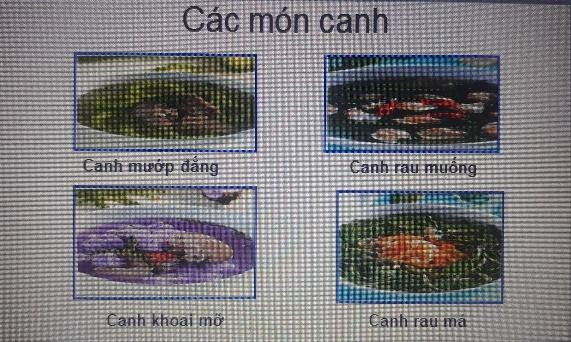 Các món canh
Canh mướp đắng
Canh rau muống
Canh khoai mỡ
Canh rau má